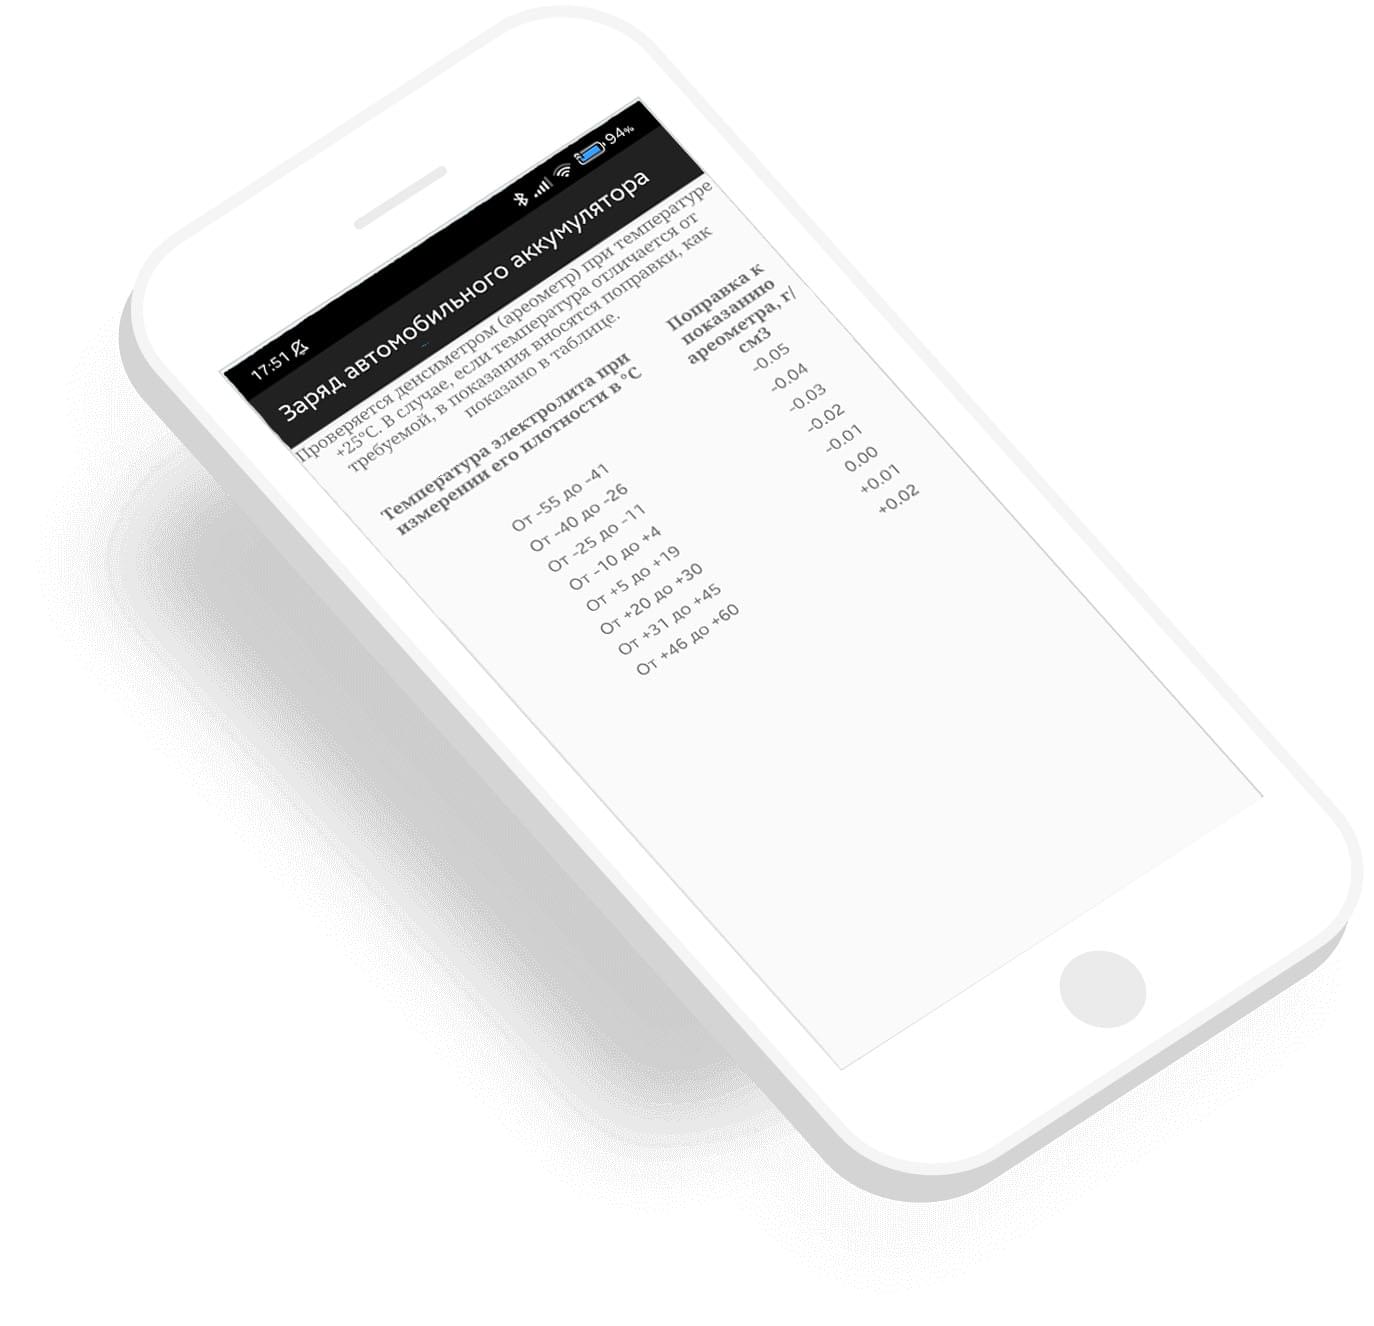 17:51
94%
Заряд автомобильного аккумулятора
Проверяется денсиметром (ареометр) при температуре
+25°С. В случае, если температура отличается от
требуемой, в показания вносятся поправки, как
показано в таблице.
Температура электролита при
измерении его плотности в °С
Поправка к
показанию
ареометра, г/
см3
От -55 до -41
-0.05
От -40 до -26
-0.04
От -25 до -11
-0.03
От -10 до +4
-0.02
От +5 до +19
-0.01
От +20 до +30
0.00
От +31 до +45
+0.01
От +46 до +60
+0.02